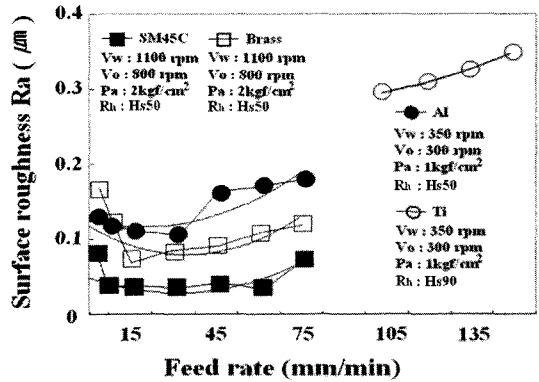 Surface roughness Ra ( ㎛ )
0.4
0.3
0.2
0.1
0
SM45C
Vw : 1100 rpm
Vo : 800 rpm
Pa : 2kgf/cm²
Rh : Hs50
Brass
Vw : 1100 rpm
Vo : 800 rpm
Pa : 2kgf/cm²
Rh : Hs50
Al
Vw : 350 rpm
Vo : 300 rpm
Pa : 1kgf/cm²
Rh : Hs50
Ti
Vw : 350 rpm
Vo : 300 rpm
Pa : 1kgf/cm²
Rh : Hs90
15 45 75 105 135
Feed rate (mm/min)